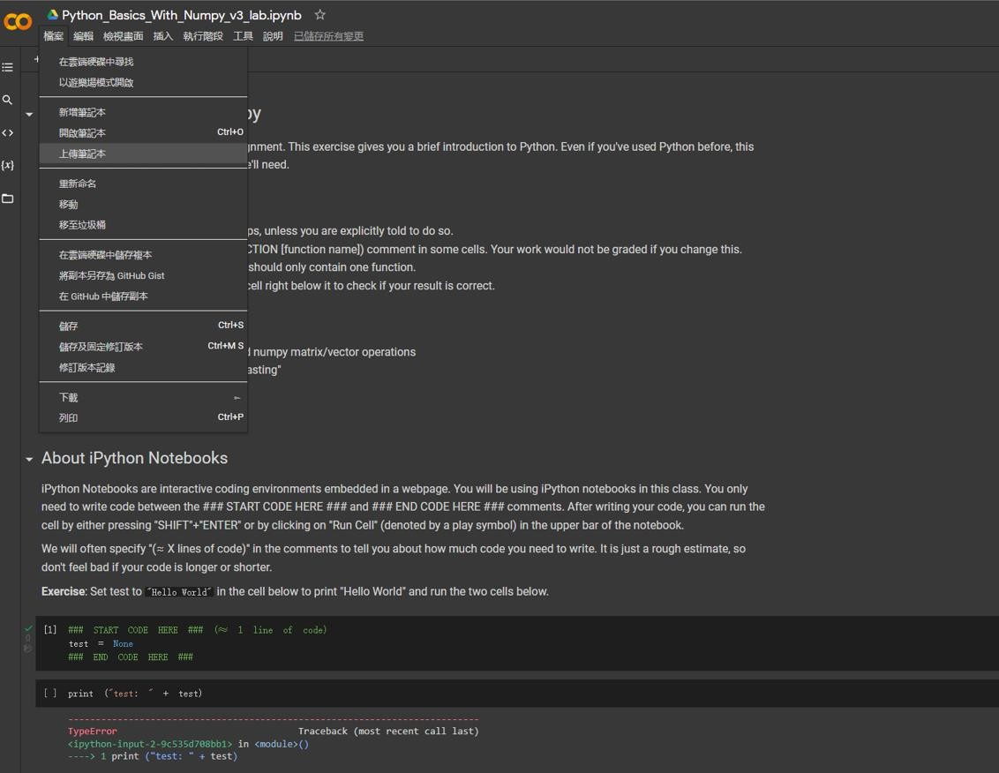 Python_Basics_With_Numpy_v3_lab.ipynb
檔案 編輯 檢視畫面 插入 執行階段 工具 說明 已儲存所有變更
+
在雲端硬碟中尋找
以遊樂場模式開啟
新增筆記本
py
開啟筆記本 Ctrl+O
上傳筆記本
gnment. This exercise gives you a brief introduction to Python. Even if you've used Python before, this
e'll need.
重新命名
移動
移至垃圾桶
ps, unless you are explicitly told to do so.
CTION [function name]) comment in some cells. Your work would not be graded if you change this.
should only contain one function.
cell right below it to check if your result is correct.
在雲端硬碟中儲存複本
將副本另存為 GitHub Gist
在 GitHub 中儲存副本
儲存 Ctrl+S
儲存及固定修訂版本 Ctrl+M S
修訂版本記錄
d numpy matrix/vector operations
asting"
下載 ►
列印 Ctrl+P
About iPython Notebooks
iPython Notebooks are interactive coding environments embedded in a webpage. You will be using iPython notebooks in this class. You only
need to write code between the ### START CODE HERE ### and ### END CODE HERE ### comments. After writing your code, you can run the
cell by either pressing "SHIFT"+"ENTER" or by clicking on "Run Cell" (denoted by a play symbol) in the upper bar of the notebook.
We will often specify "(≈ X lines of code)" in the comments to tell you about how much code you need to write. It is just a rough estimate, so
don't feel bad if your code is longer or shorter.
Exercise: Set test to "Hello World" in the cell below to print "Hello World" and run the two cells below.
[1] ### START CODE HERE ### (≈ 1 line of code)
test = None
### END CODE HERE ###
[ ] print ("test: " + test)
---------------------------------------------------------------------------
TypeError Traceback (most recent call last)
<ipython-input-2-9c535d708bb1> in <module>()
----> 1 print ("test: " + test)